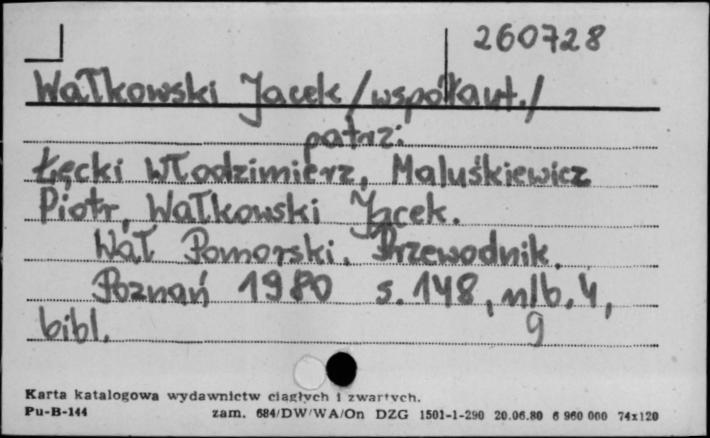 260728
Wałkowski Jacek /współaut./
patrz:
Łęcki Włodzimierz, Maluśkiewicz
Piotr, Wałkowski Jacek.
Wał Pomorski. Przewodnik.
Poznań 1980 s. 148, nlb. 4,
bibl. 9
Karta katalogowa wydawnictw ciągłych i zwartych.
Pu-B-144 zam. 684/DW/WA/On DZG 1501-1-290 20.06.80 6 960 000 74x120